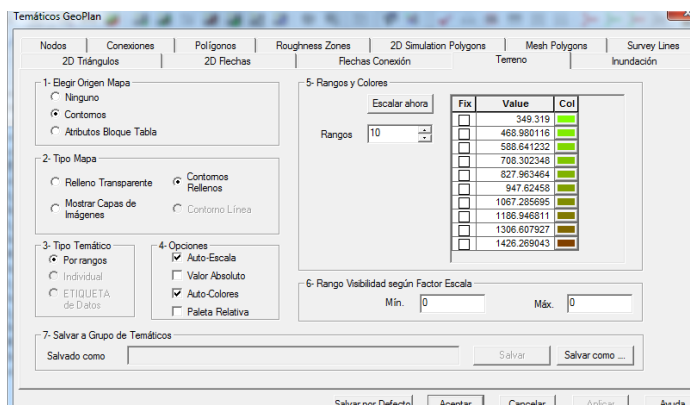 Temáticos GeoPlan
Nodos Conexiones Polígonos Roughness Zones 2D Simulation Polygons Mesh Polygons Survey Lines
2D Triángulos 2D Flechas Flechas Conexión Terreno Inundación
1- Elegir Origen Mapa
Ninguno
Contornos
Atributos Bloque Tabla
2- Tipo Mapa
Relleno Transparente
Contornos
Rellenos
Mostrar Capas de
Imágenes
Contorno Línea
3- Tipo Temático
Por rangos
Individual
ETIQUETA
de Datos
4- Opciones
Auto-Escala
Valor Absoluto
Auto-Colores
Paleta Relativa
5- Rangos y Colores
Escalar ahora
Rangos 10
Fix Value Col
349.319
468.980116
588.641232
708.302348
827.963464
947.62458
1067.285695
1186.946811
1306.607927
1426.269043
6- Rango Visibilidad según Factor Escala
Mín. 0 Máx. 0
7- Salvar a Grupo de Temáticos
Salvado como Salvar Salvar como ...
Salvar por Defecto Aceptar Cancelar Aplicar Ayuda